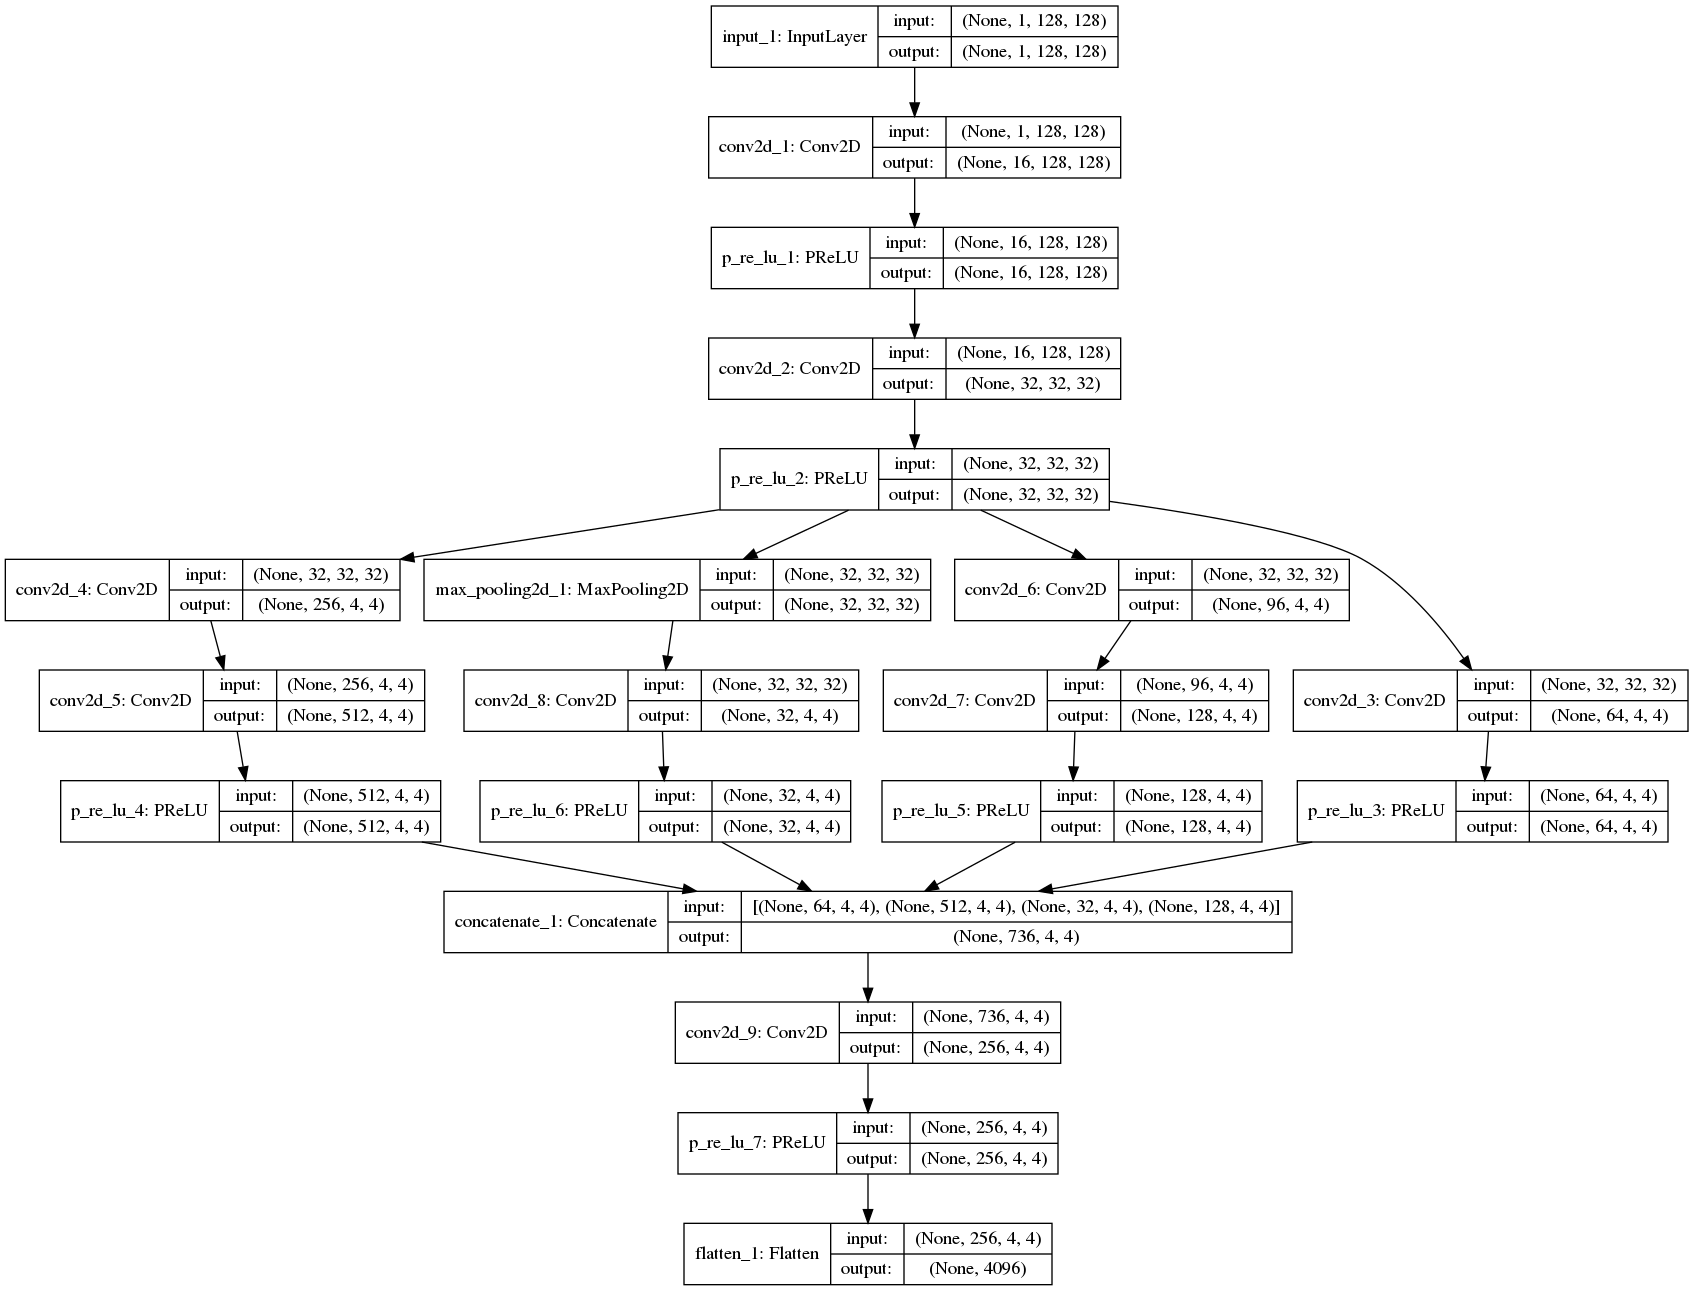 input_1: InputLayer
input: (None, 1, 128, 128)
output: (None, 1, 128, 128)
conv2d_1: Conv2D
input: (None, 1, 128, 128)
output: (None, 16, 128, 128)
p_re_lu_1: PReLU
input: (None, 16, 128, 128)
output: (None, 16, 128, 128)
conv2d_2: Conv2D
input: (None, 16, 128, 128)
output: (None, 32, 32, 32)
p_re_lu_2: PReLU
input: (None, 32, 32, 32)
output: (None, 32, 32, 32)
conv2d_4: Conv2D
input: (None, 32, 32, 32)
output: (None, 256, 4, 4)
max_pooling2d_1: MaxPooling2D
input: (None, 32, 32, 32)
output: (None, 32, 32, 32)
conv2d_6: Conv2D
input: (None, 32, 32, 32)
output: (None, 96, 4, 4)
conv2d_5: Conv2D
input: (None, 256, 4, 4)
output: (None, 512, 4, 4)
conv2d_8: Conv2D
input: (None, 32, 32, 32)
output: (None, 32, 4, 4)
conv2d_7: Conv2D
input: (None, 96, 4, 4)
output: (None, 128, 4, 4)
conv2d_3: Conv2D
input: (None, 32, 32, 32)
output: (None, 64, 4, 4)
p_re_lu_4: PReLU
input: (None, 512, 4, 4)
output: (None, 512, 4, 4)
p_re_lu_6: PReLU
input: (None, 32, 4, 4)
output: (None, 32, 4, 4)
p_re_lu_5: PReLU
input: (None, 128, 4, 4)
output: (None, 128, 4, 4)
p_re_lu_3: PReLU
input: (None, 64, 4, 4)
output: (None, 64, 4, 4)
concatenate_1: Concatenate
input: [(None, 64, 4, 4), (None, 512, 4, 4), (None, 32, 4, 4), (None, 128, 4, 4)]
output: (None, 736, 4, 4)
conv2d_9: Conv2D
input: (None, 736, 4, 4)
output: (None, 256, 4, 4)
p_re_lu_7: PReLU
input: (None, 256, 4, 4)
output: (None, 256, 4, 4)
flatten_1: Flatten
input: (None, 256, 4, 4)
output: (None, 4096)